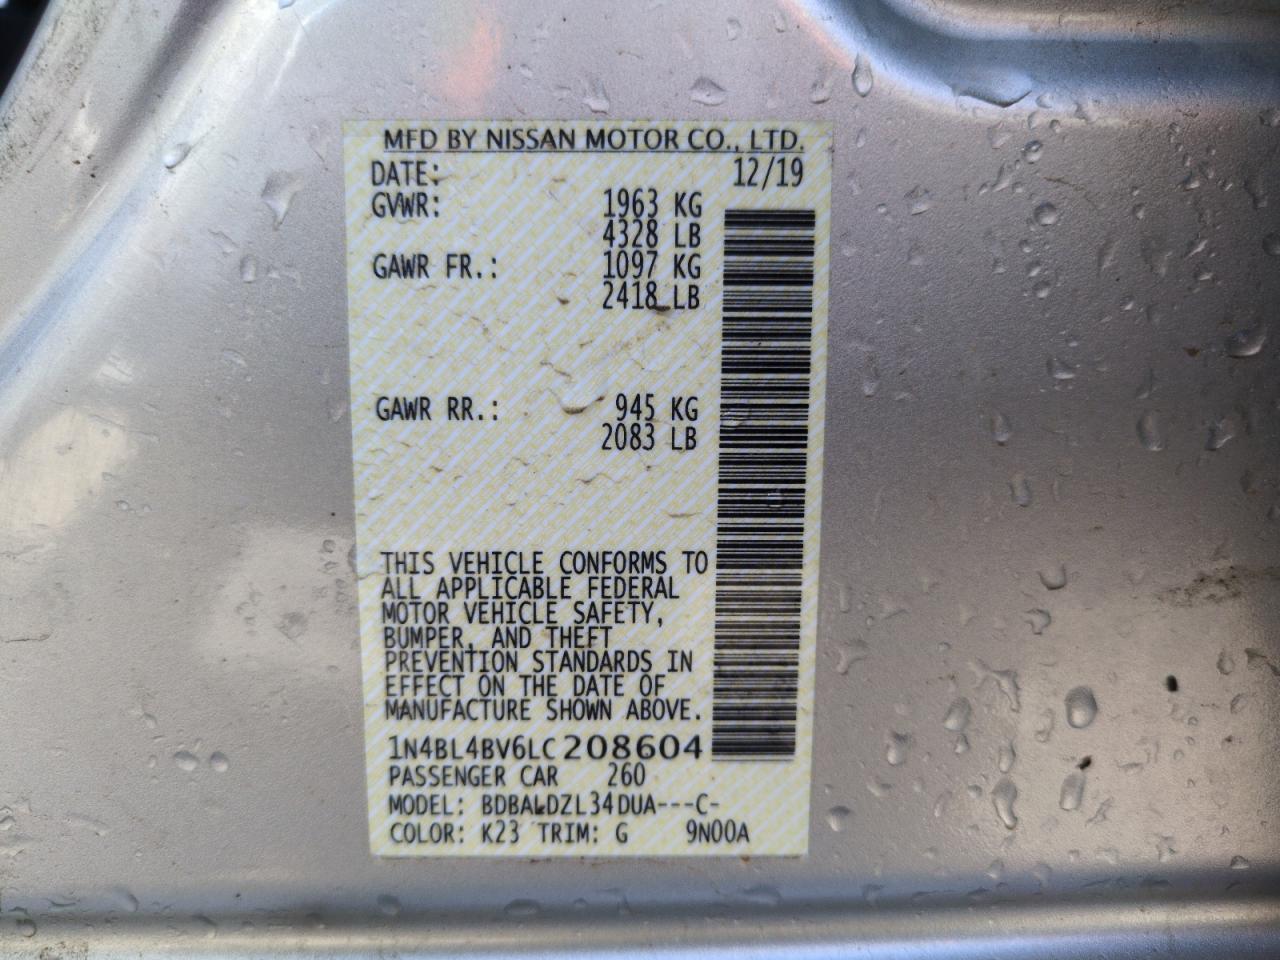 MFD BY NISSAN MOTOR CO., LTD.
DATE: 12/19
GVWR: 1963 KG
4328 LB
GAWR FR.: 1097 KG
2418 LB
GAWR RR.: 945 KG
2083 LB
THIS VEHICLE CONFORMS TO
ALL APPLICABLE FEDERAL
MOTOR VEHICLE SAFETY,
BUMPER, AND THEFT
PREVENTION STANDARDS IN
EFFECT ON THE DATE OF
MANUFACTURE SHOWN ABOVE.
1N4BL4BV6LC208604
PASSENGER CAR 260
MODEL: BDBALDZL34DUA---C-
COLOR: K23 TRIM: G 9N00A